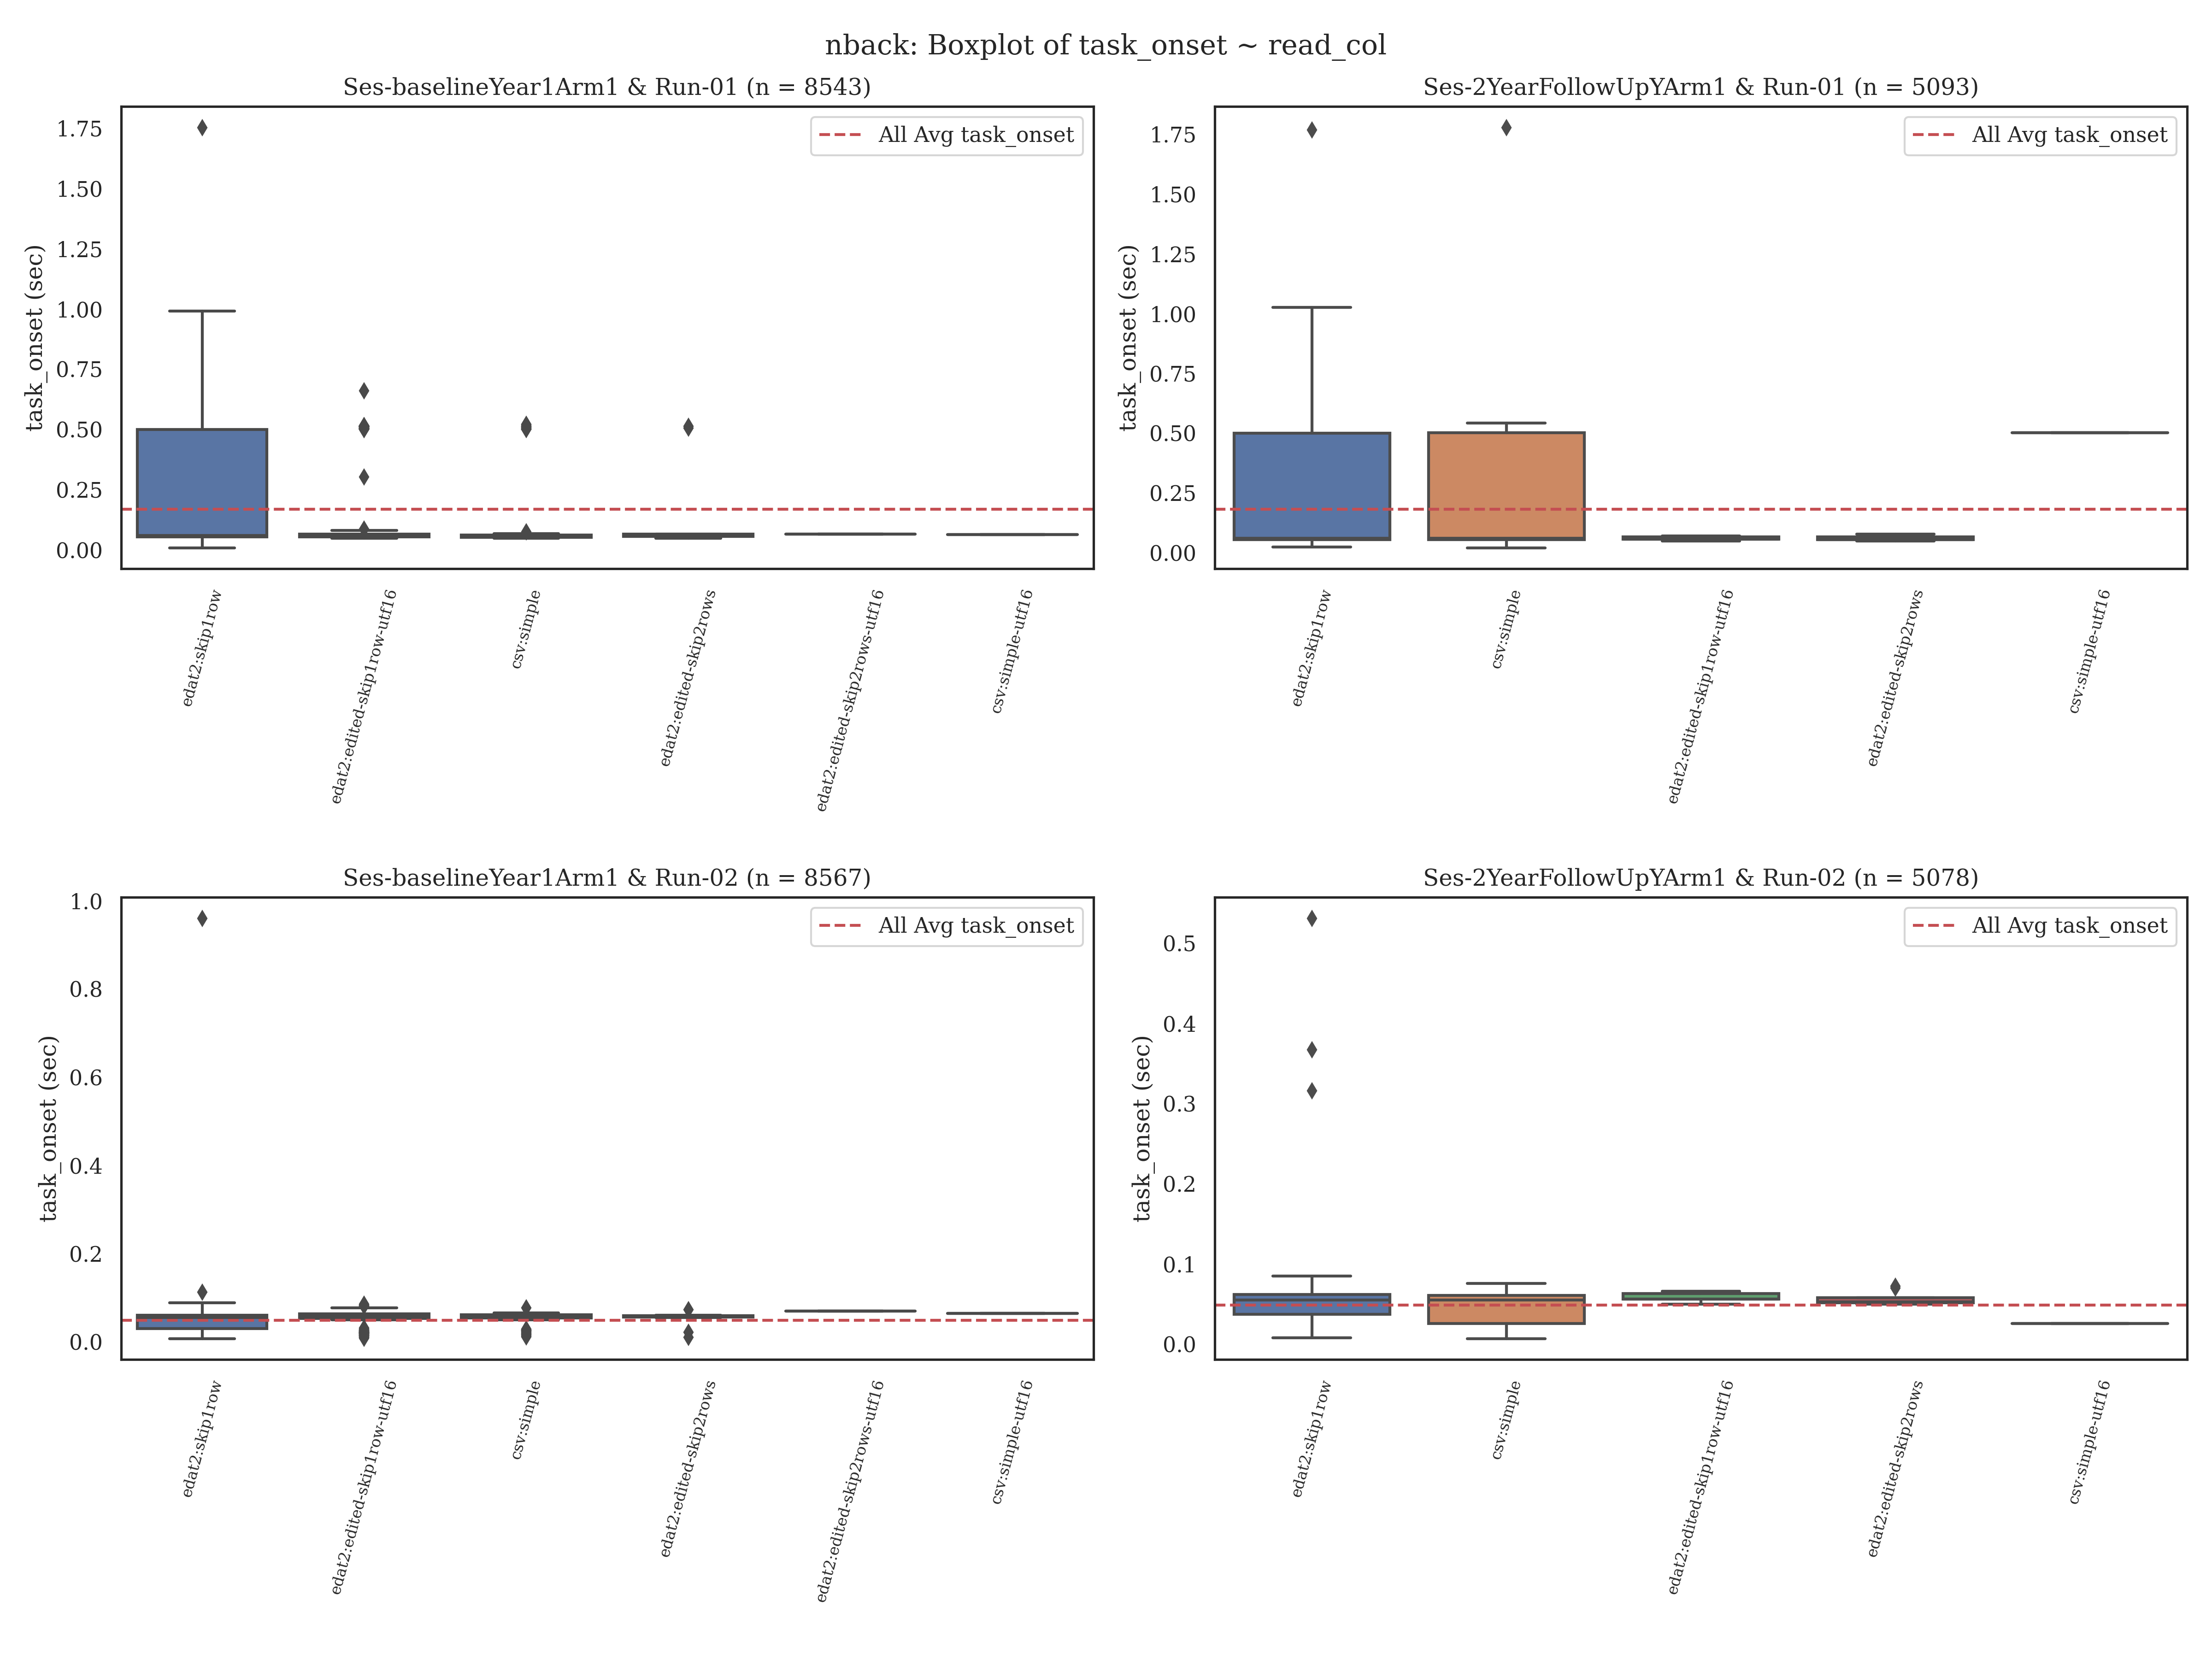 nback: Boxplot of task_onset ~ read_col
Ses-baselineYear1Arm1 & Run-01 (n = 8543)
All Avg task_onset
task_onset (sec)
1.75
1.50
1.25
1.00
0.75
0.50
0.25
0.00
edat2:skip1row
edat2:edited-skip1row-utf16
csv:simple
edat2:edited-skip2rows
edat2:edited-skip2rows-utf16
csv:simple-utf16
Ses-2YearFollowUpYArm1 & Run-01 (n = 5093)
All Avg task_onset
task_onset (sec)
1.75
1.50
1.25
1.00
0.75
0.50
0.25
0.00
edat2:skip1row
csv:simple
edat2:edited-skip1row-utf16
edat2:edited-skip2rows
csv:simple-utf16
Ses-baselineYear1Arm1 & Run-02 (n = 8567)
All Avg task_onset
task_onset (sec)
1.0
0.8
0.6
0.4
0.2
0.0
edat2:skip1row
edat2:edited-skip1row-utf16
csv:simple
edat2:edited-skip2rows
edat2:edited-skip2rows-utf16
csv:simple-utf16
Ses-2YearFollowUpYArm1 & Run-02 (n = 5078)
All Avg task_onset
task_onset (sec)
0.5
0.4
0.3
0.2
0.1
0.0
edat2:skip1row
csv:simple
edat2:edited-skip1row-utf16
edat2:edited-skip2rows
csv:simple-utf16